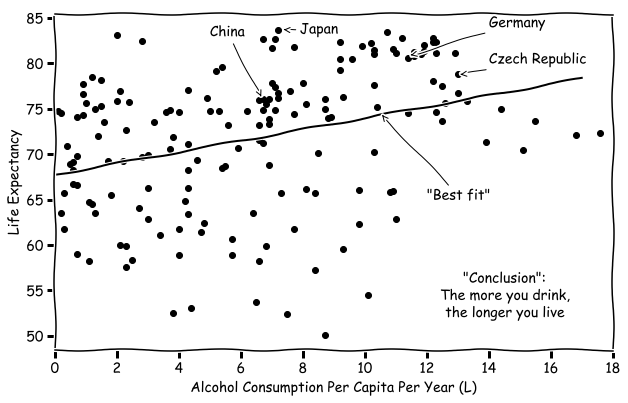 85
80
75
70
65
60
55
50
Life Expectancy
China
Japan
Germany
Czech Republic
"Best fit"
"Conclusion":
The more you drink,
the longer you live
0 2 4 6 8 10 12 14 16 18
Alcohol Consumption Per Capita Per Year (L)